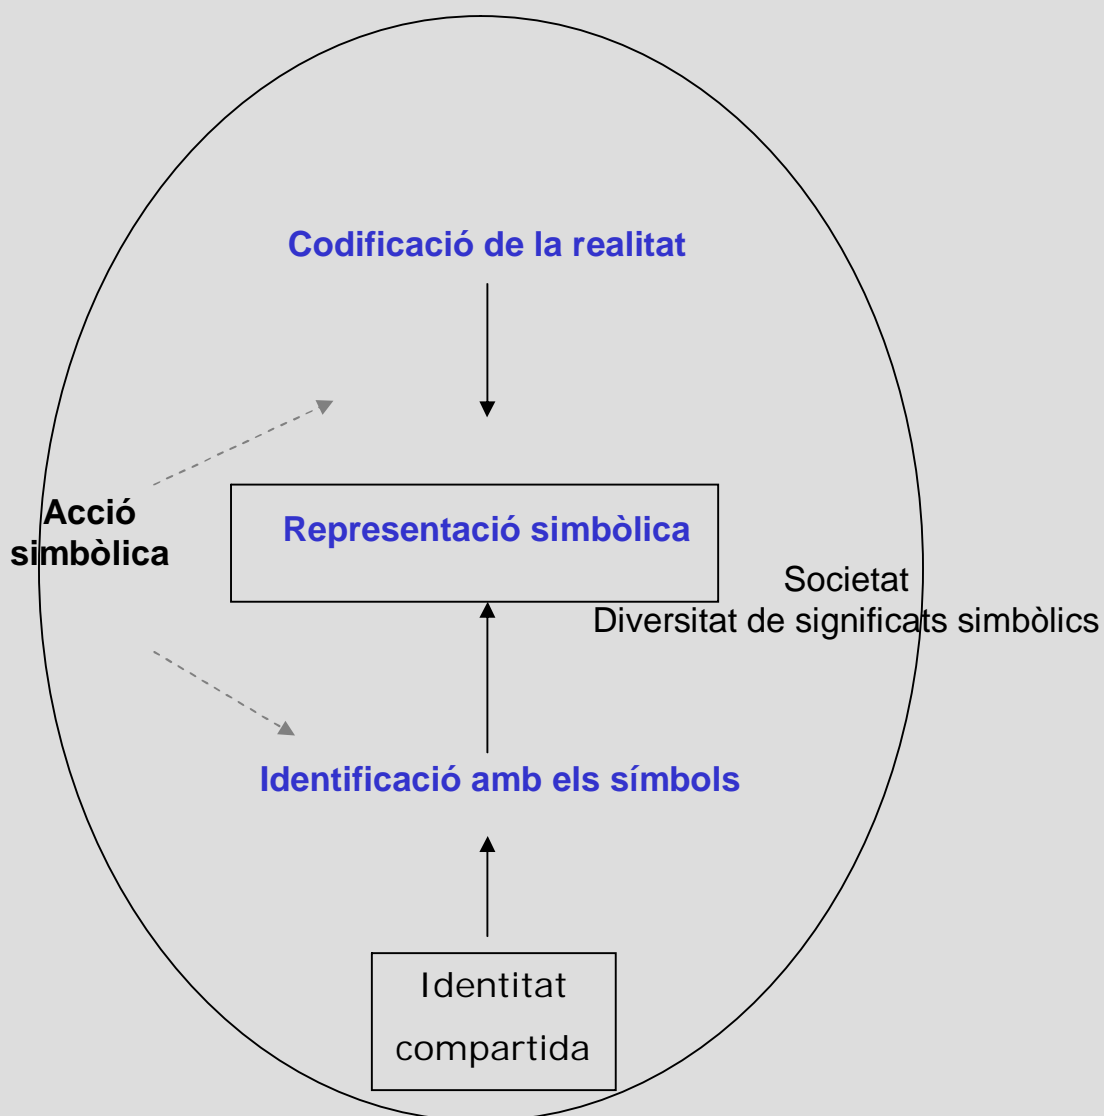 Codificació de la realitat
Acció
simbòlica
Representació simbòlica
Societat
Diversitat de significats simbòlics
Identificació amb els símbols
Identitat
compartida